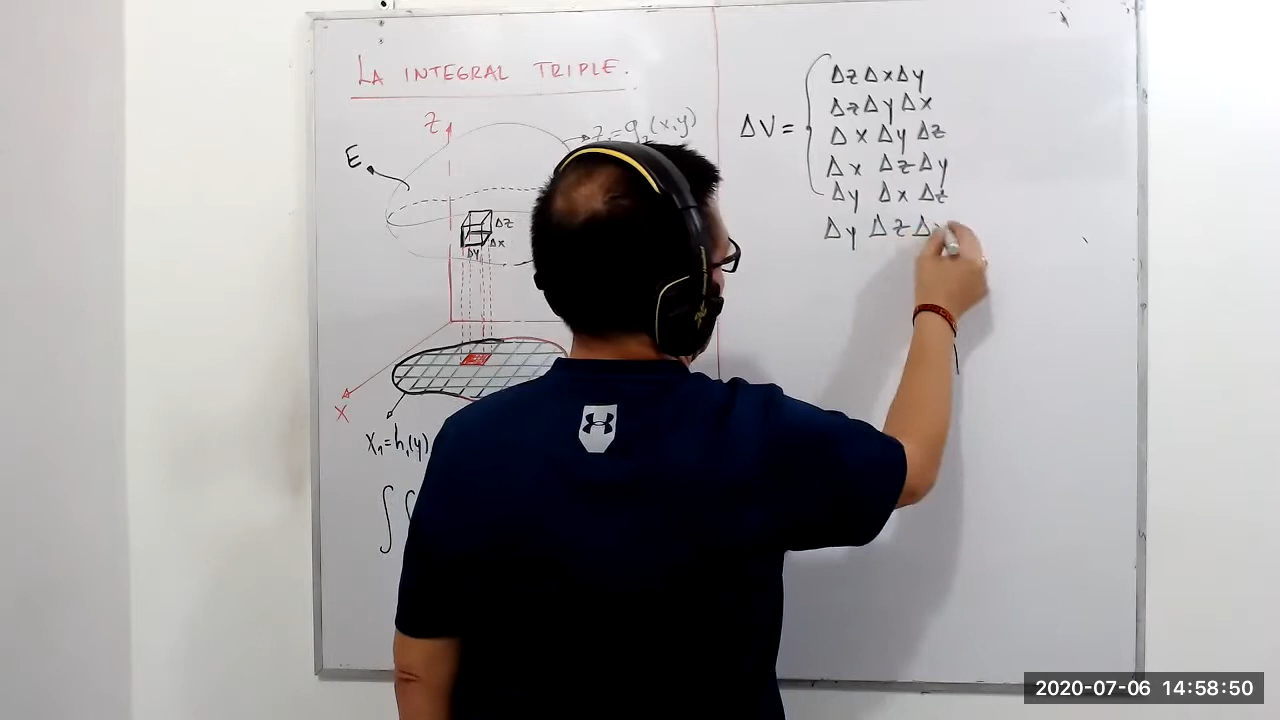 LA INTEGRAL TRIPLE.
Z
z = g₂(x,y)
E
ΔZ
Δx
Δy
X
x₁=h₁(y)
∫
ΔV =
Δz Δx Δy
Δz Δy Δx
Δx Δy Δz
Δx Δz Δy
Δy Δx Δz
Δy Δz Δx
2020-07-06 14:58:50